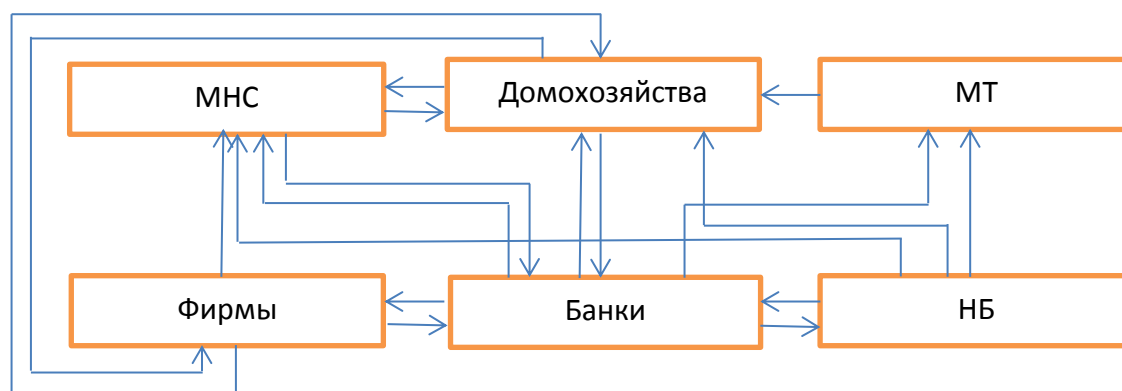 МНС
Домохозяйства
МТ
Фирмы
Банки
НБ